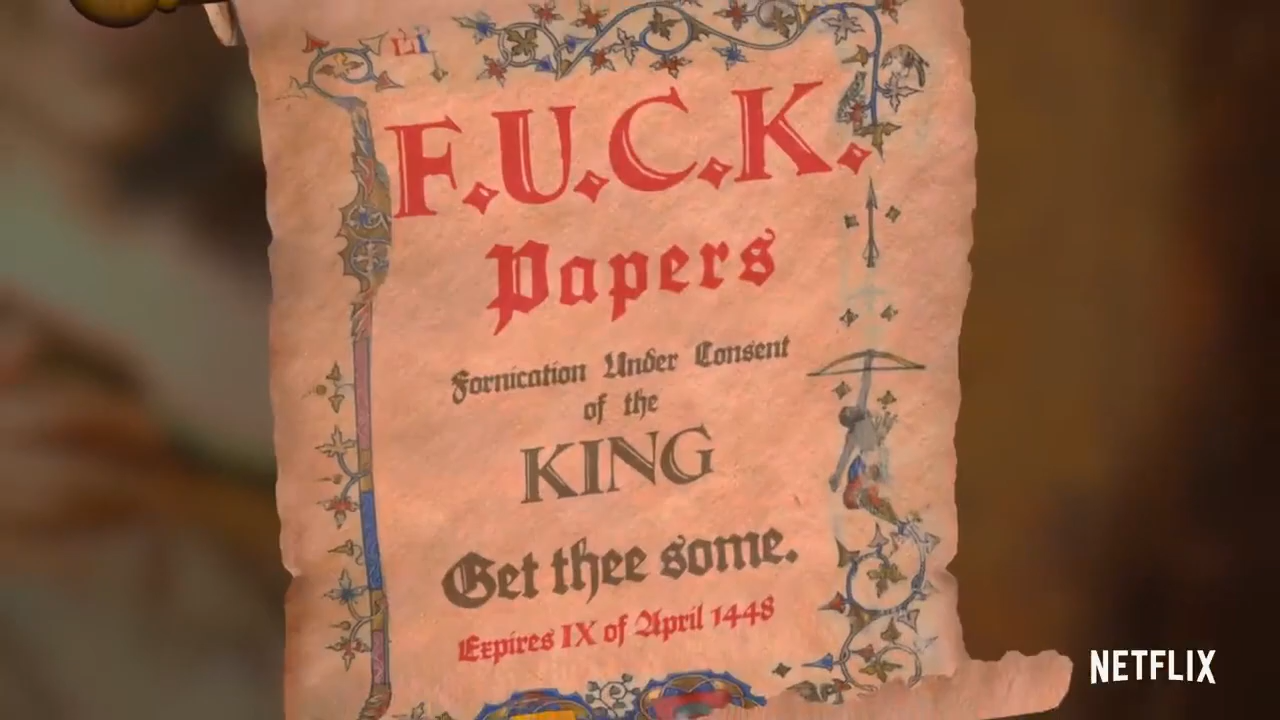 F.U.C.K.
Papers
Fornication Under Consent
of the
KING
Get thee some.
Expires IX of April 1448
NETFLIX